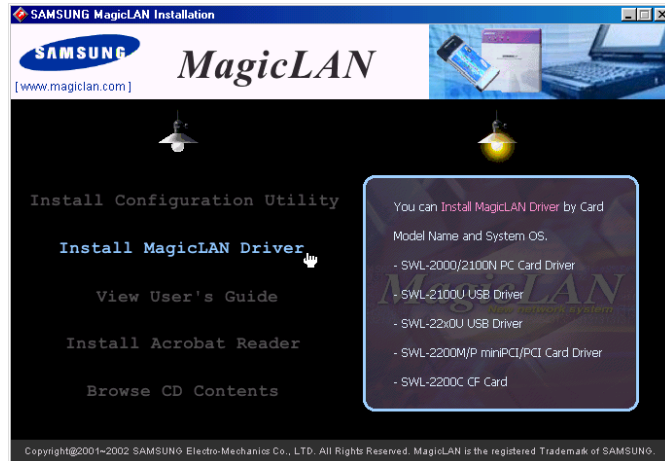 SAMSUNG MagicLAN Installation
SAMSUNG
MagicLAN
[ www.magiclan.com ]
Install Configuration Utility
Install MagicLAN Driver
View User's Guide
Install Acrobat Reader
Browse CD Contents
You can Install MagicLAN Driver by Card
Model Name and System OS.
- SWL-2000/2100N PC Card Driver
- SWL-2100U USB Driver
- SWL-22x0U USB Driver
- SWL-2200M/P miniPCI/PCI Card Driver
- SWL-2200C CF Card
MagicLAN
New network system
Copyright@2001~2002 SAMSUNG Electro-Mechanics Co., LTD. All Rights Reserved. MagicLAN is the registered Trademark of SAMSUNG.